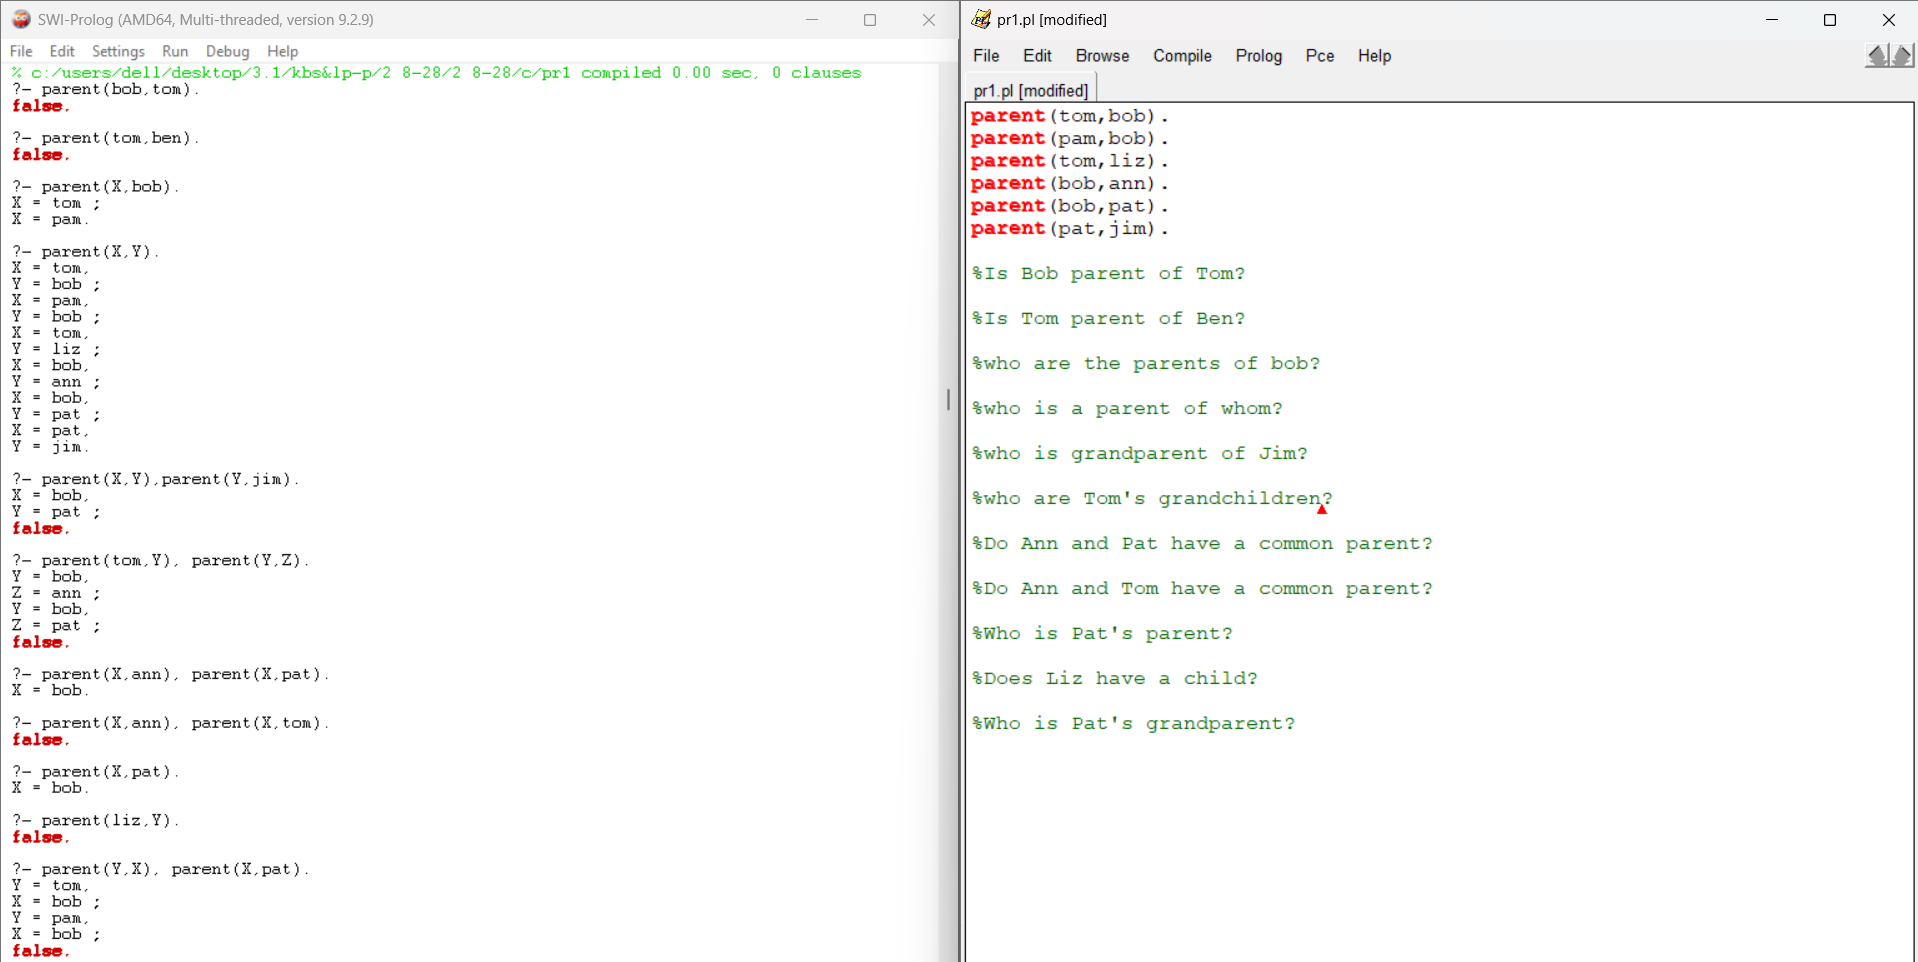 SWI-Prolog (AMD64, Multi-threaded, version 9.2.9)
File Edit Settings Run Debug Help
% c:/users/dell/desktop/3.1/kbs&lp-p/2 8-28/2 8-28/c/pr1 compiled 0.00 sec, 0 clauses
?- parent(bob,tom).
false.
?- parent(tom,ben).
false.
?- parent(X,bob).
X = tom ;
X = pam.
?- parent(X,Y).
X = tom,
Y = bob ;
X = pam,
Y = bob ;
X = tom,
Y = liz ;
X = bob,
Y = ann ;
X = bob,
Y = pat ;
X = pat,
Y = jim.
?- parent(X,Y),parent(Y,jim).
X = bob,
Y = pat ;
false.
?- parent(tom,Y), parent(Y,Z).
Y = bob,
Z = ann ;
Y = bob,
Z = pat ;
false.
?- parent(X,ann), parent(X,pat).
X = bob.
?- parent(X,ann), parent(X,tom).
false.
?- parent(X,pat).
X = bob.
?- parent(liz,Y).
false.
?- parent(Y,X), parent(X,pat).
Y = tom,
X = bob ;
Y = pam,
X = bob ;
false.
pr1.pl [modified]
File Edit Browse Compile Prolog Pce Help
pr1.pl [modified]
parent(tom,bob).
parent(pam,bob).
parent(tom,liz).
parent(bob,ann).
parent(bob,pat).
parent(pat,jim).
%Is Bob parent of Tom?
%Is Tom parent of Ben?
%who are the parents of bob?
%who is a parent of whom?
%who is grandparent of Jim?
%who are Tom's grandchildren?
%Do Ann and Pat have a common parent?
%Do Ann and Tom have a common parent?
%Who is Pat's parent?
%Does Liz have a child?
%Who is Pat's grandparent?